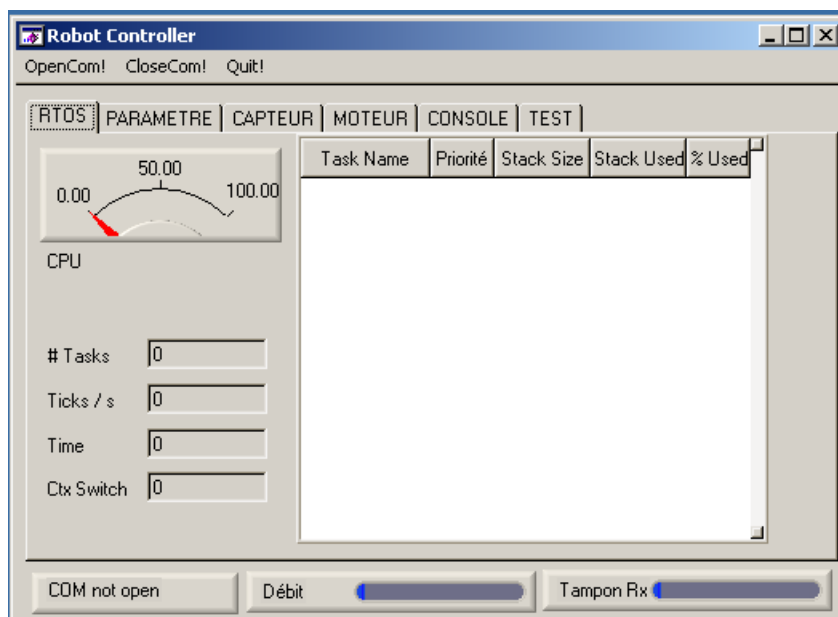 Robot Controller
OpenCom! CloseCom! Quit!
RTOS PARAMETRE CAPTEUR MOTEUR CONSOLE TEST
0.00 50.00 100.00
CPU
# Tasks 0
Ticks / s 0
Time 0
Ctx Switch 0
Task Name Priorité Stack Size Stack Used % Used
COM not open Débit Tampon Rx